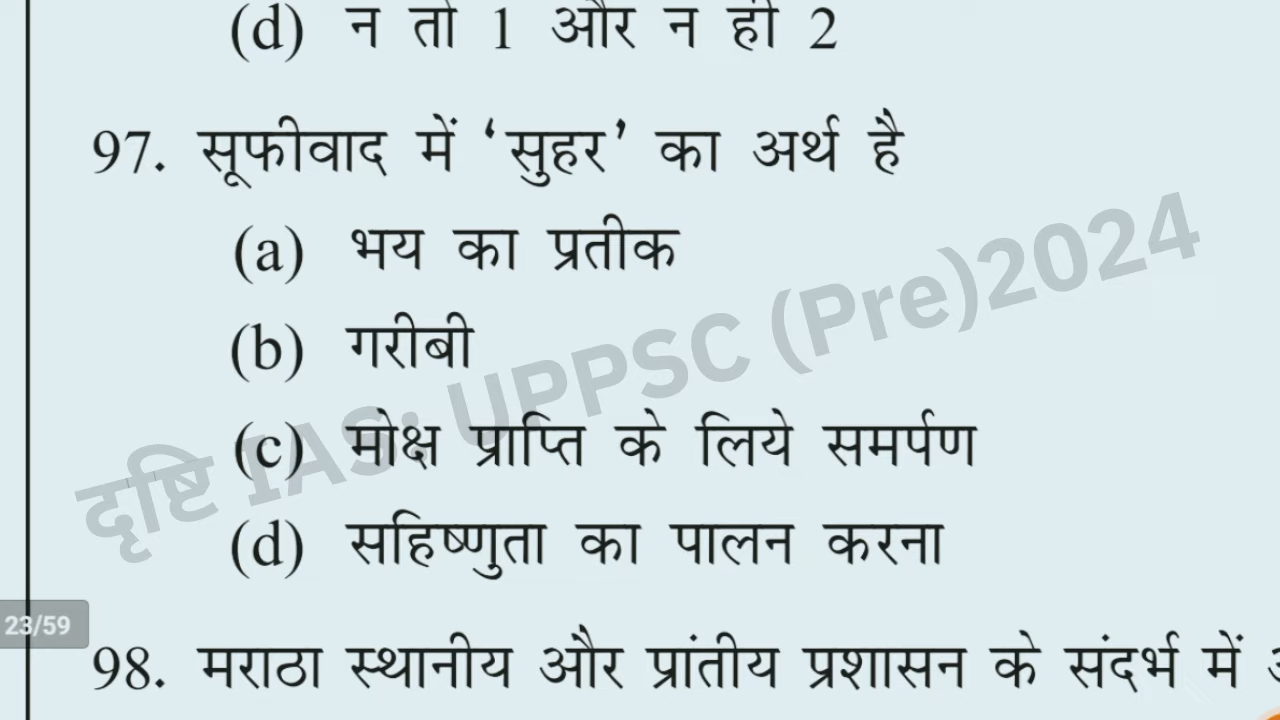 (d) न तो 1 और न ही 2
97. सूफीवाद में ‘सुहर’ का अर्थ है
(a) भय का प्रतीक
(b) गरीबी
(c) मोक्ष प्राप्ति के लिये समर्पण
(d) सहिष्णुता का पालन करना
दृष्टि IAS: UPPSC (Pre)2024
23/59
98. मराठा स्थानीय और प्रांतीय प्रशासन के संदर्भ में